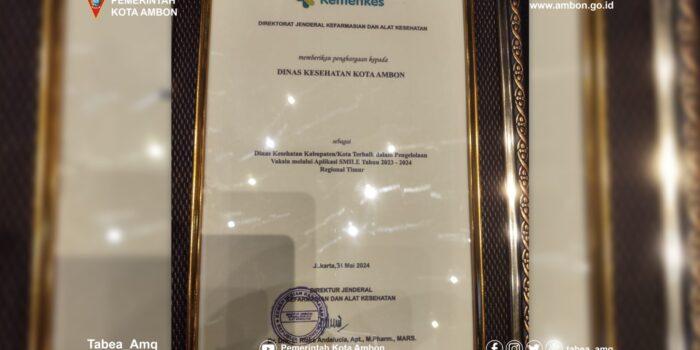 PEMERINTAH
KOTA AMBON
www.ambon.go.id
Kemenkes
DIREKTORAT JENDERAL KEFARMASIAN DAN ALAT KESEHATAN
memberikan penghargaan kepada
DINAS KESEHATAN KOTA AMBON
sebagai
Dinas Kesehatan Kabupaten/Kota Terbaik dalam Pengelolaan
Vaksin melalui Aplikasi SMILE Tahun 2023 - 2024
Regional Timur
Jakarta, 31 Mei 2024
DIREKTUR JENDERAL
KEFARMASIAN DAN ALAT KESEHATAN
Rizka Andalucia, Apt., M.Pharm., MARS.
Tabea_Amq
Pemerintah Kota Ambon
tabea_amq